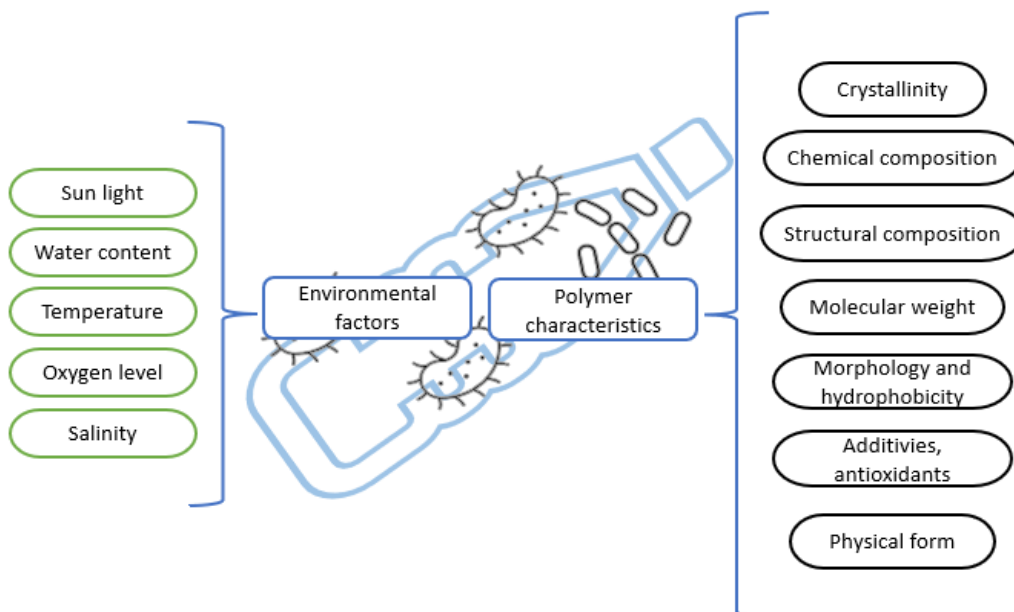 Sun light
Water content
Temperature
Oxygen level
Salinity
Environmental
factors
Polymer
characteristics
Crystallinity
Chemical composition
Structural composition
Molecular weight
Morphology and
hydrophobicity
Additivies,
antioxidants
Physical form